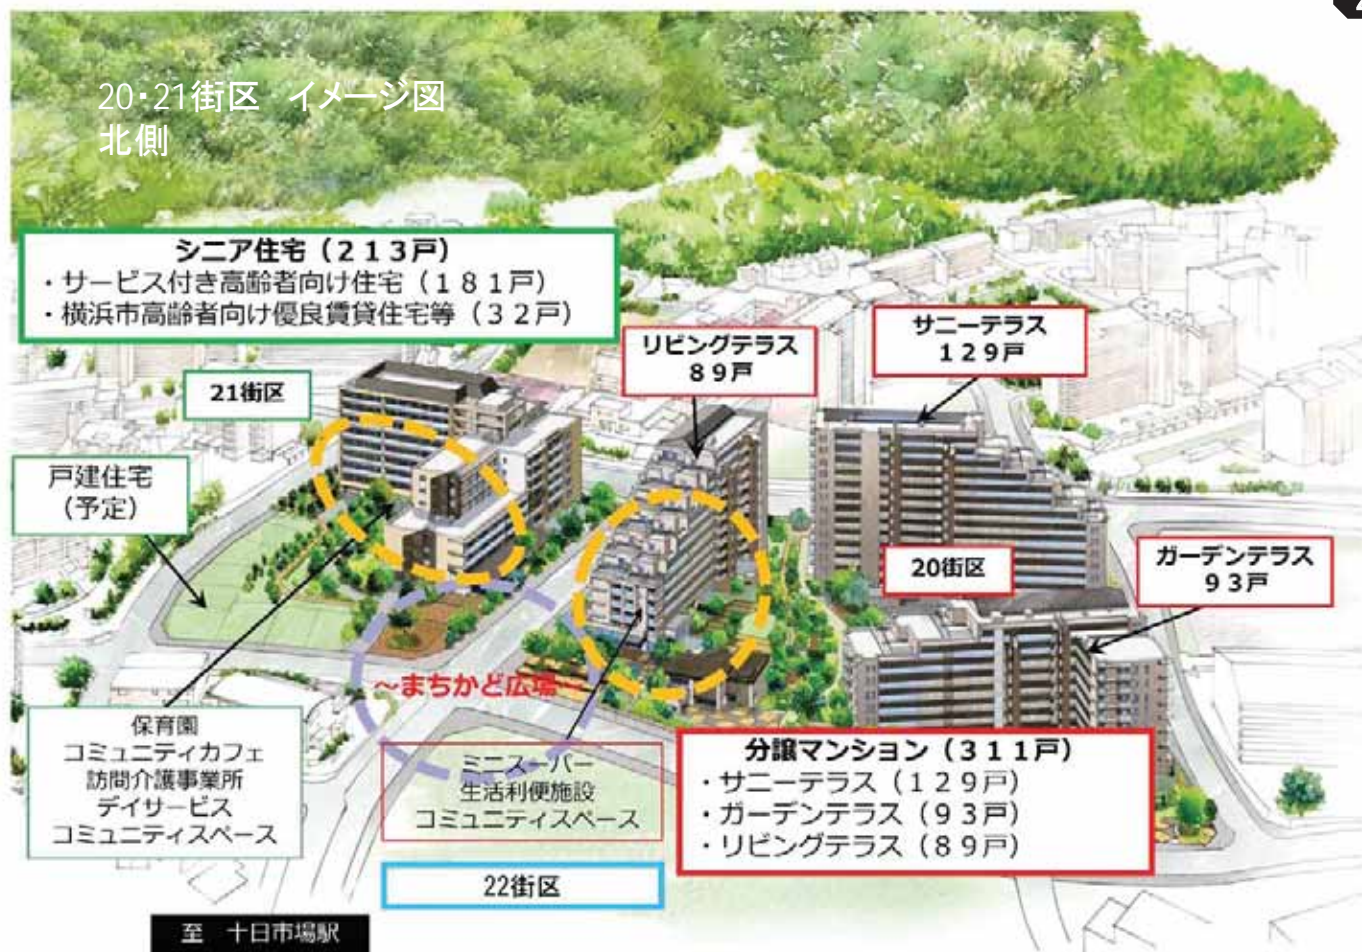 20・21街区 イメージ図
北側
シニア住宅（２１３戸）
・サービス付き高齢者向け住宅（１８１戸）
・横浜市高齢者向け優良賃貸住宅等（３２戸）
リビングテラス
８９戸
サニーテラス
１２９戸
21街区
戸建住宅
（予定）
20街区
ガーデンテラス
９３戸
～まちかど広場～
保育園
コミュニティカフェ
訪問介護事業所
デイサービス
コミュニティスペース
ミニスーパー
生活利便施設
コミュニティスペース
分譲マンション（３１１戸）
・サニーテラス（１２９戸）
・ガーデンテラス（９３戸）
・リビングテラス（８９戸）
22街区
至 十日市場駅